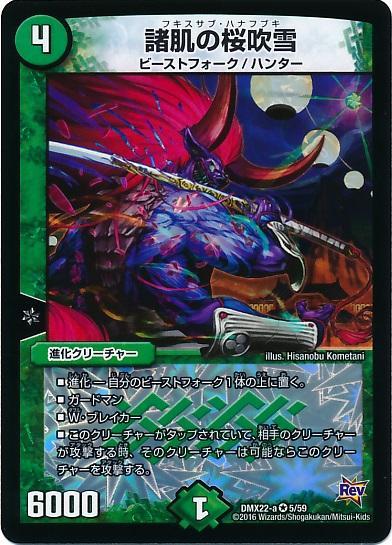 4
フキスサブ・ハナフブキ
諸肌の桜吹雪
ビーストフォーク/ハンター
illus. Hisanobu Kometani
進化クリーチャー
■ 進化ー自分のビーストフォーク1体の上に置く。
■ ガードマン
■ W・ブレイカー
■ このクリーチャーがタップされていて、相手のクリーチャー
が攻撃する時、そのクリーチャーは可能ならこのクリー
チャーを攻撃する。
6000
1
Rev
DMX22-a ✪ 5/59
©2016 Wizards/Shogakukan/Mitsui-Kids